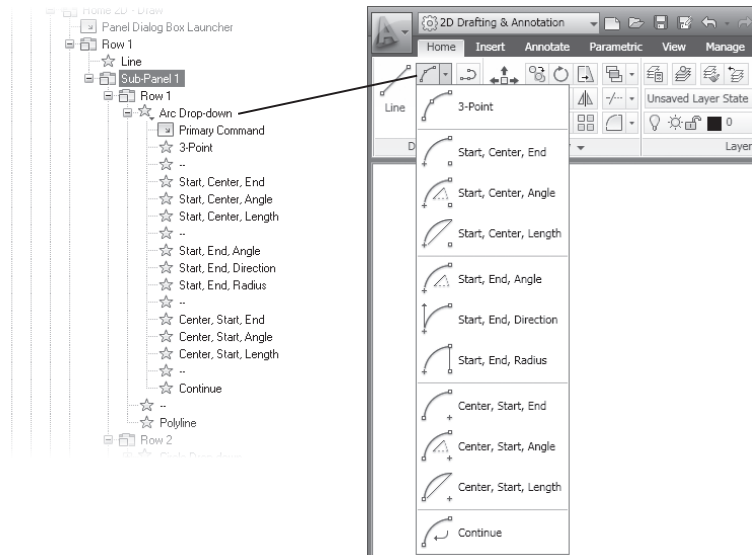 Home 2D - Draw
Panel Dialog Box Launcher
Row 1
Line
Sub-Panel 1
Row 1
Arc Drop-down
Primary Command
3-Point
--
Start, Center, End
Start, Center, Angle
Start, Center, Length
--
Start, End, Angle
Start, End, Direction
Start, End, Radius
--
Center, Start, End
Center, Start, Angle
Center, Start, Length
--
Continue
--
Polyline
Row 2
2D Drafting & Annotation
Home Insert Annotate Parametric View Manage
Line
Unsaved Layer State
0
Layer
3-Point
Start, Center, End
Start, Center, Angle
Start, Center, Length
Start, End, Angle
Start, End, Direction
Start, End, Radius
Center, Start, End
Center, Start, Angle
Center, Start, Length
Continue